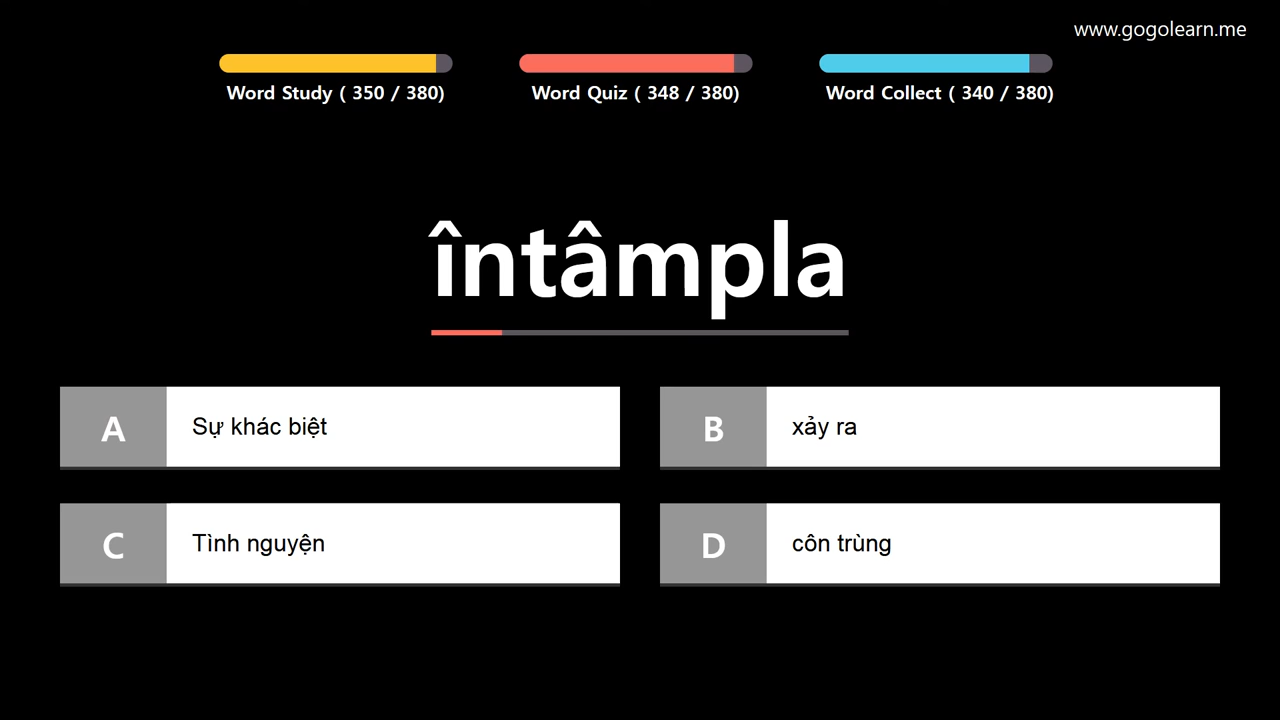 www.gogolearn.me
Word Study ( 350 / 380)
Word Quiz ( 348 / 380)
Word Collect ( 340 / 380)
întâmpla
A Sự khác biệt
B xảy ra
C Tình nguyện
D côn trùng